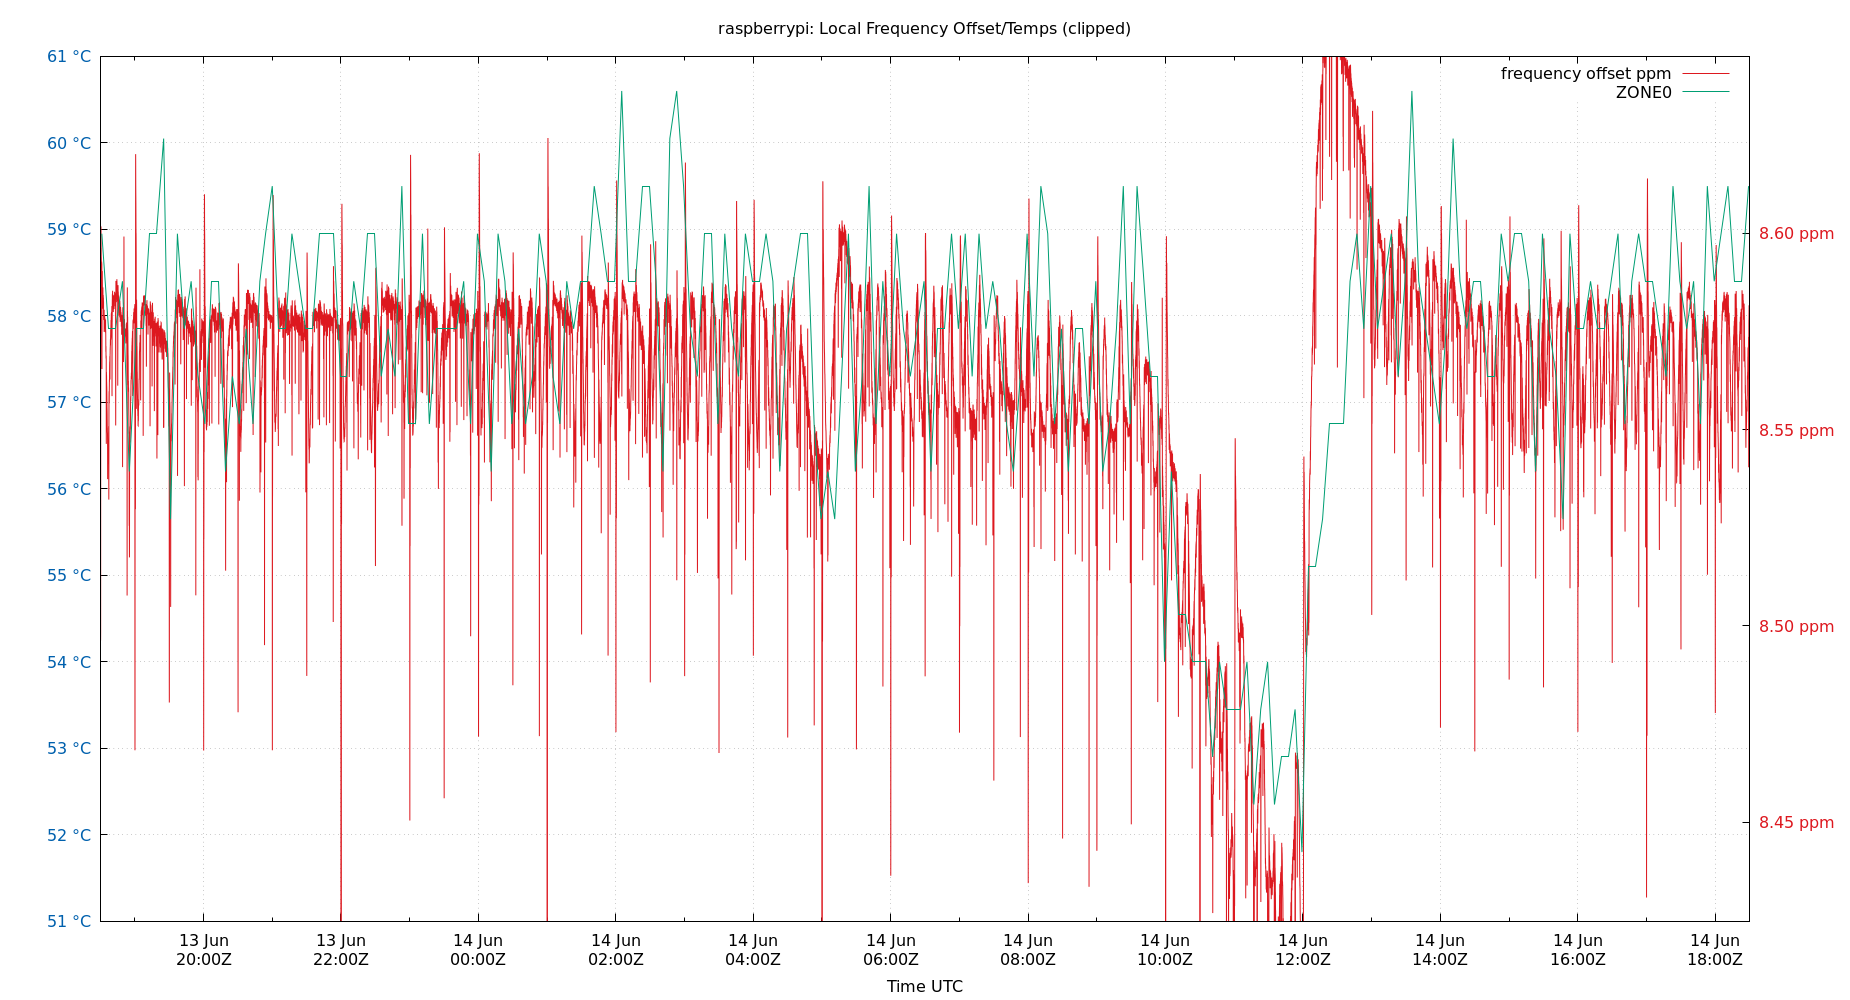 raspberrypi: Local Frequency Offset/Temps (clipped)
frequency offset ppm
ZONE0
61 °C
60 °C
59 °C
58 °C
57 °C
56 °C
55 °C
54 °C
53 °C
52 °C
51 °C
8.60 ppm
8.55 ppm
8.50 ppm
8.45 ppm
13 Jun 13 Jun 14 Jun 14 Jun 14 Jun 14 Jun 14 Jun 14 Jun 14 Jun 14 Jun 14 Jun 14 Jun
20:00Z 22:00Z 00:00Z 02:00Z 04:00Z 06:00Z 08:00Z 10:00Z 12:00Z 14:00Z 16:00Z 18:00Z
Time UTC